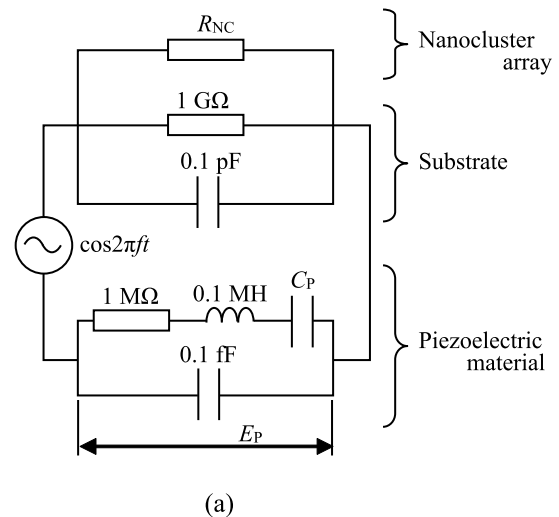 R_NC
Nanocluster
array
1 GΩ
0.1 pF
Substrate
cos2πft
1 MΩ
0.1 MH
C_P
0.1 fF
Piezoelectric
material
E_P
(a)